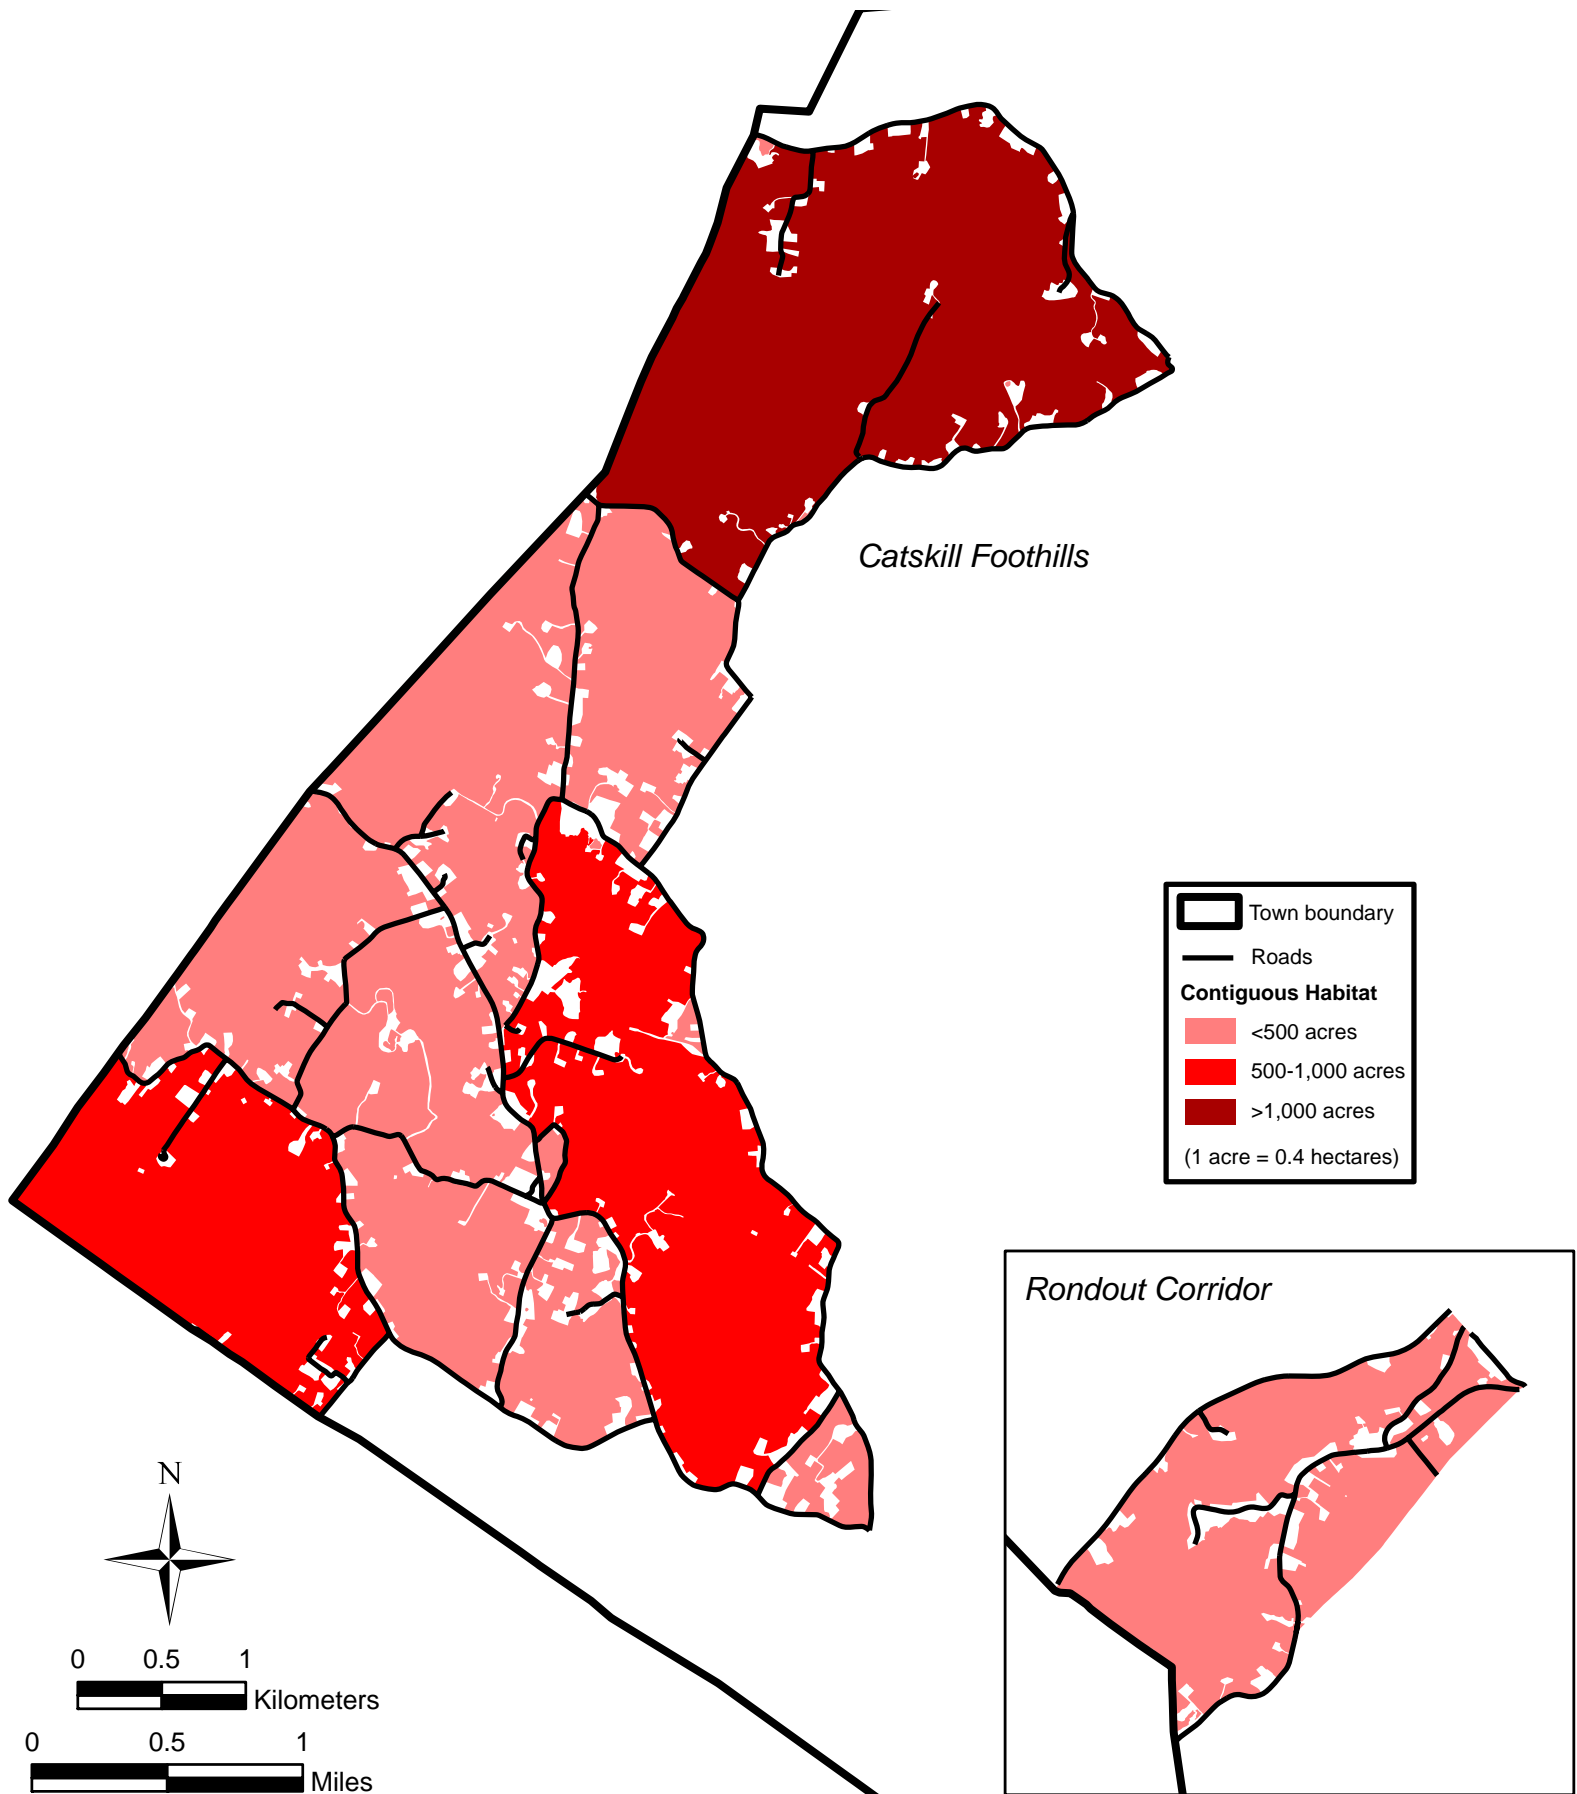 Catskill Foothills
Town boundary
Roads
Contiguous Habitat
<500 acres
500-1,000 acres
>1,000 acres
(1 acre = 0.4 hectares)
Rondout Corridor
N
0 0.5 1
Kilometers
0 0.5 1
Miles